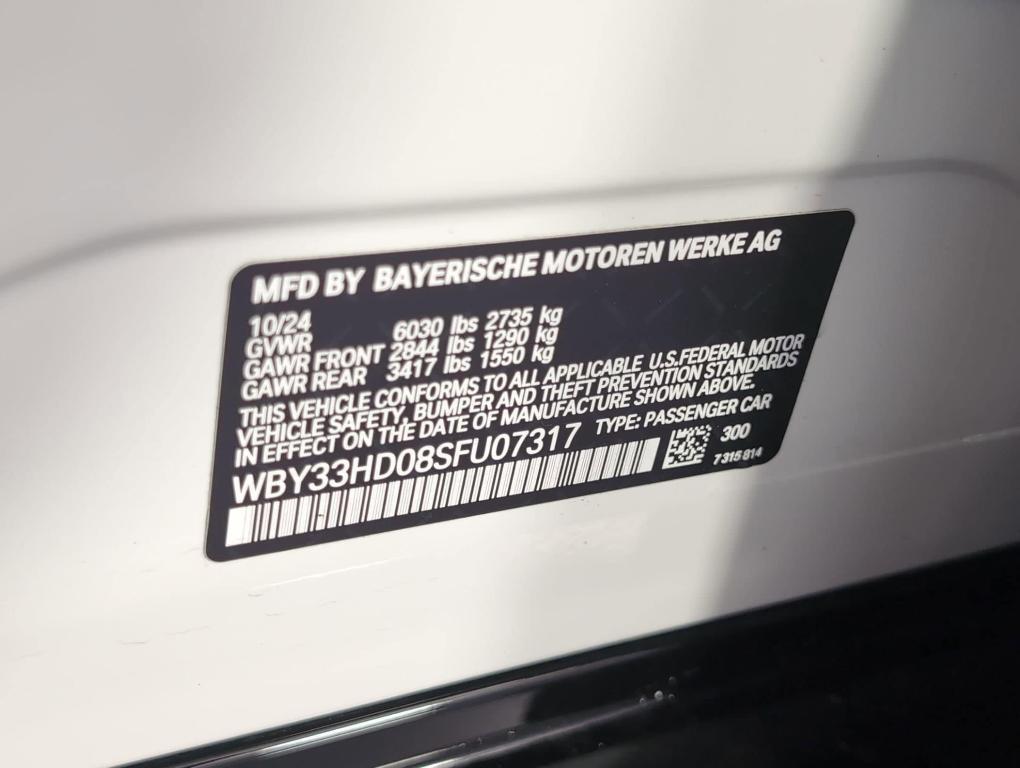 MFD BY BAYERISCHE MOTOREN WERKE AG
10/24
GVWR 6030 lbs 2735 kg
GAWR FRONT 2844 lbs 1290 kg
GAWR REAR 3417 lbs 1550 kg
THIS VEHICLE CONFORMS TO ALL APPLICABLE U.S.FEDERAL MOTOR
VEHICLE SAFETY, BUMPER AND THEFT PREVENTION STANDARDS
IN EFFECT ON THE DATE OF MANUFACTURE SHOWN ABOVE.
WBY33HD08SFU07317 TYPE: PASSENGER CAR
300
7315814